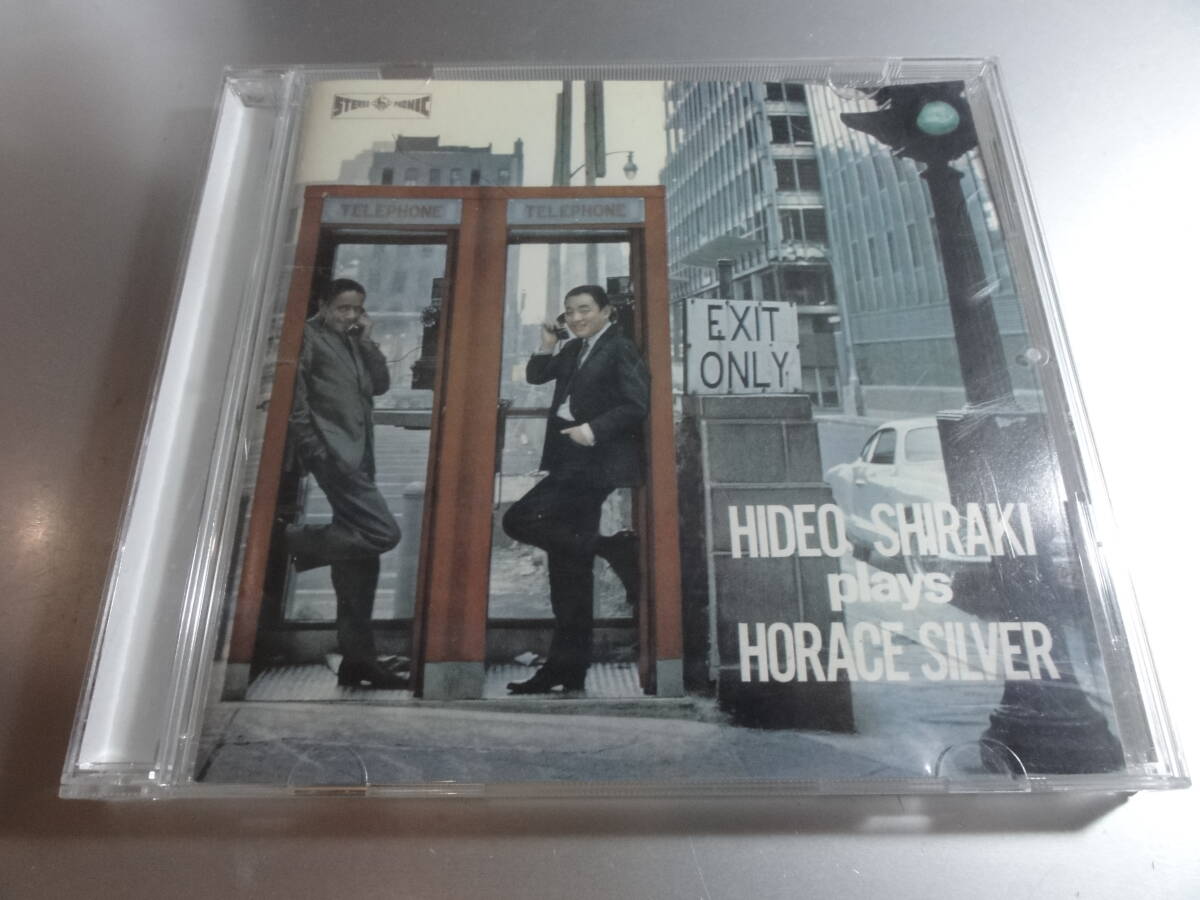 STEREO PHONIC
TELEPHONE TELEPHONE
EXIT
ONLY
HIDEO SHIRAKI
plays
HORACE SILVER